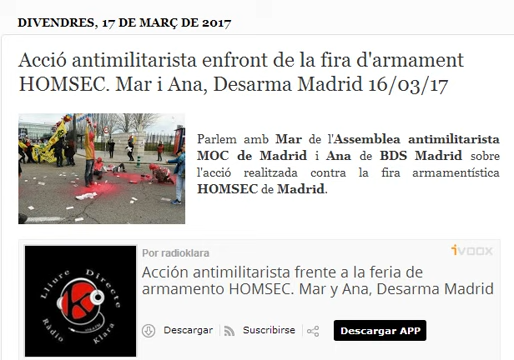 DIVENDRES, 17 DE MARÇ DE 2017
Acció antimilitarista enfront de la fira d'armament
HOMSEC. Mar i Ana, Desarma Madrid 16/03/17
Parlem amb Mar de l'Assemblea antimilitarista
MOC de Madrid i Ana de BDS Madrid sobre
l'acció realitzada contra la fira armamentística
HOMSEC de Madrid.
Por radioklara
ivoox
Acción antimilitarista frente a la feria de
armamento HOMSEC. Mar y Ana, Desarma Madrid
Lliure Directe
Ràdio Klara
Descargar
Suscribirse
Descargar APP